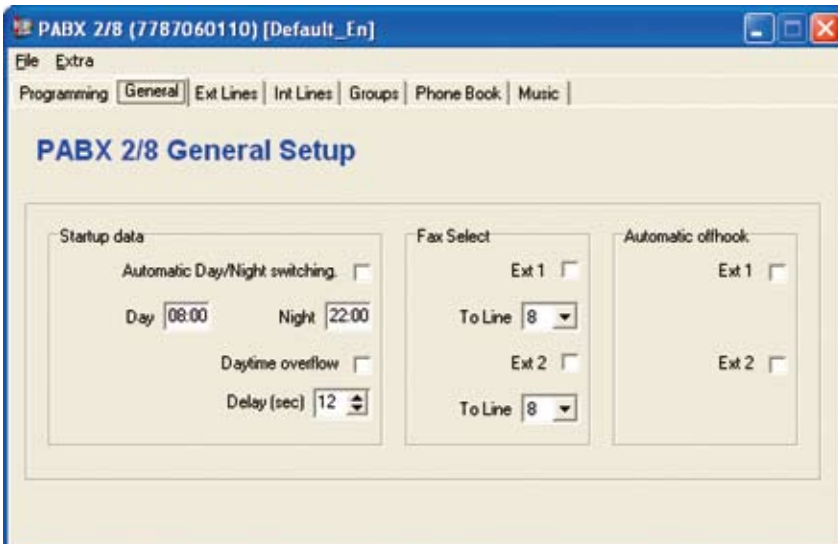 PABX 2/8 (7787060110) [Default_En]
File Extra
Programming General Ext Lines Int Lines Groups Phone Book Music
PABX 2/8 General Setup
Startup data
Automatic Day/Night switching.
Day 08:00 Night 22:00
Daytime overflow
Delay (sec) 12
Fax Select
Ext 1
To Line 8
Ext 2
To Line 8
Automatic offhook
Ext 1
Ext 2